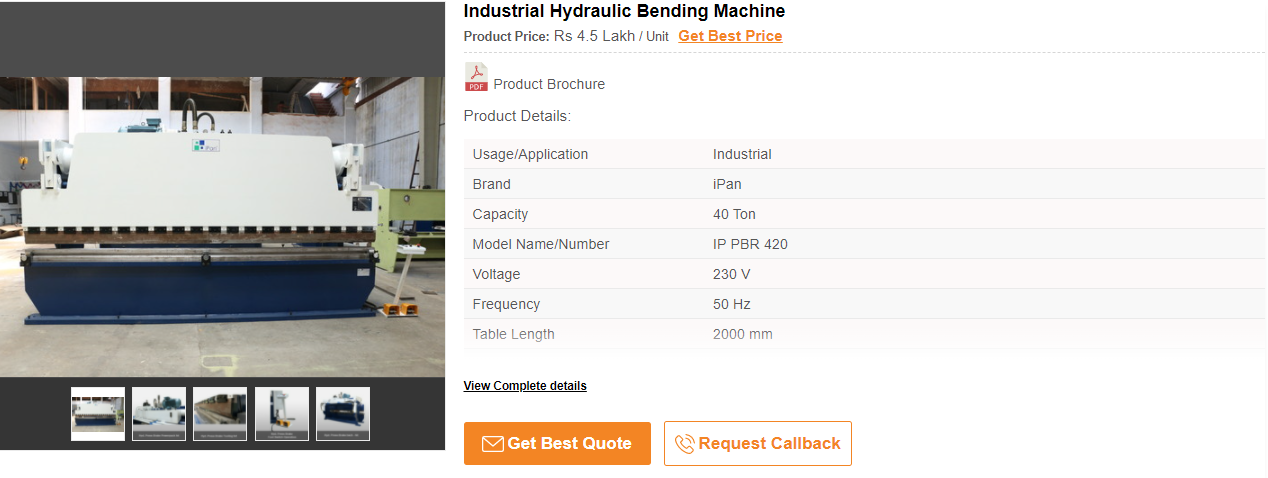 Industrial Hydraulic Bending Machine
Product Price: Rs 4.5 Lakh / Unit Get Best Price
PDF Product Brochure
Product Details:
Usage/Application Industrial
Brand iPan
Capacity 40 Ton
Model Name/Number IP PBR 420
Voltage 230 V
Frequency 50 Hz
Table Length 2000 mm
View Complete details
Get Best Quote Request Callback
iPan